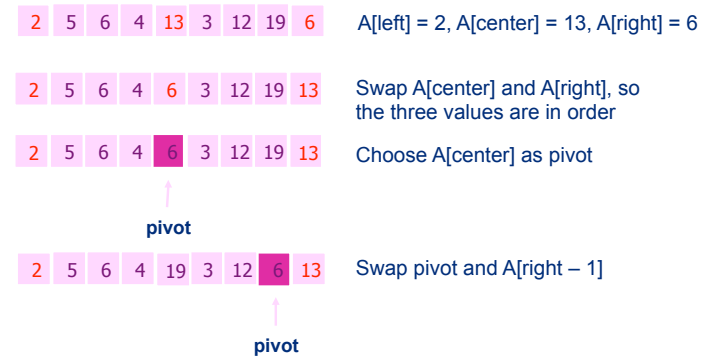 2 5 6 4 13 3 12 19 6 A[left] = 2, A[center] = 13, A[right] = 6
2 5 6 4 6 3 12 19 13 Swap A[center] and A[right], so
the three values are in order
2 5 6 4 6 3 12 19 13 Choose A[center] as pivot
pivot
2 5 6 4 19 3 12 6 13 Swap pivot and A[right – 1]
pivot